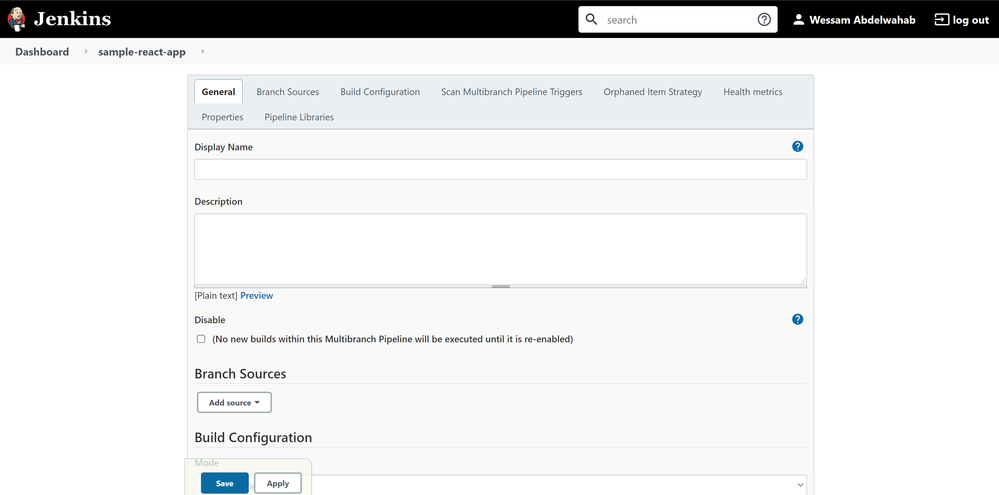 Jenkins
search
Wessam Abdelwahab
log out
Dashboard
sample-react-app
General
Branch Sources
Build Configuration
Scan Multibranch Pipeline Triggers
Orphaned Item Strategy
Health metrics
Properties
Pipeline Libraries
Display Name
Description
[Plain text] Preview
Disable
(No new builds within this Multibranch Pipeline will be executed until it is re-enabled)
Branch Sources
Add source
Build Configuration
Mode
Save
Apply